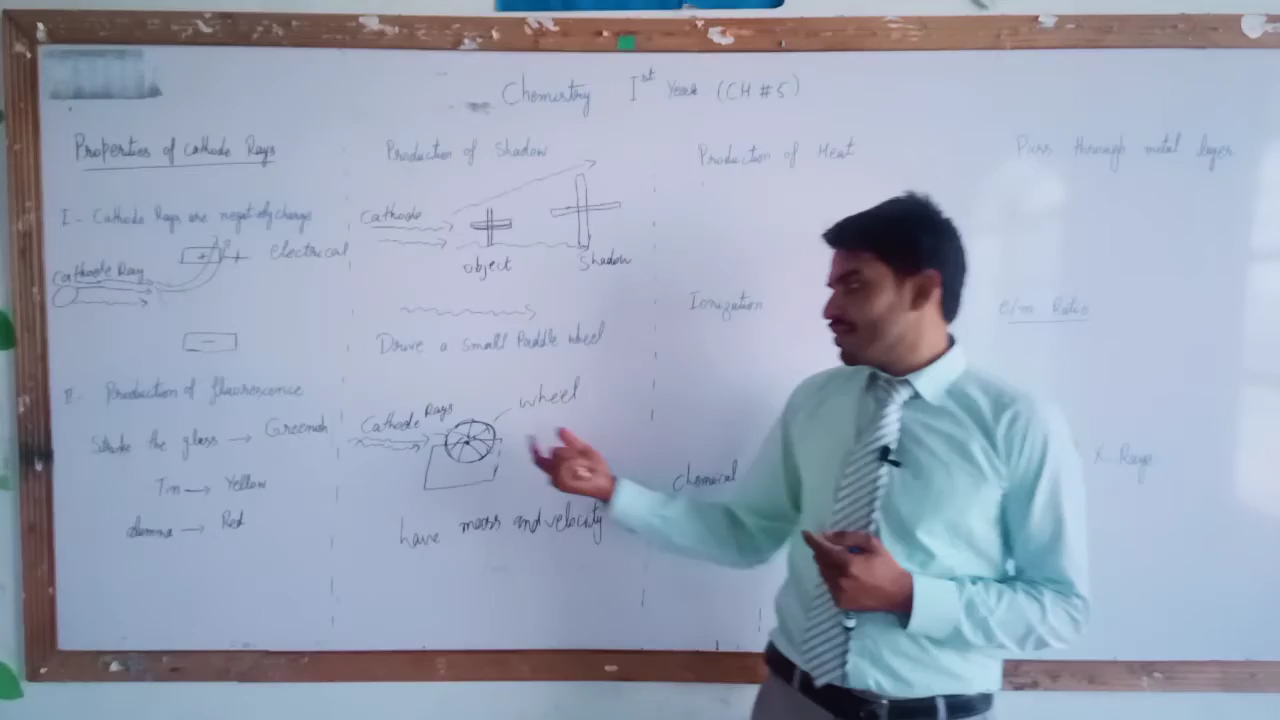 Chemistry Ist Year (CH # 5)
Properties of Cathode Rays
I - Cathode Rays are negatively charge
+
+
electrical
Cathode Ray
-
II- Production of fluorescence
the glass → Greenish
Tin → Yellow
→ Red
Production of Shadow
Cathode
object
Shadow
Drive a small Paddle wheel
wheel
Cathode Rays
have mass and velocity
Production of Heat
Ionization
Chemical
Pass through metal layer
e/m Ratio
X-Rays